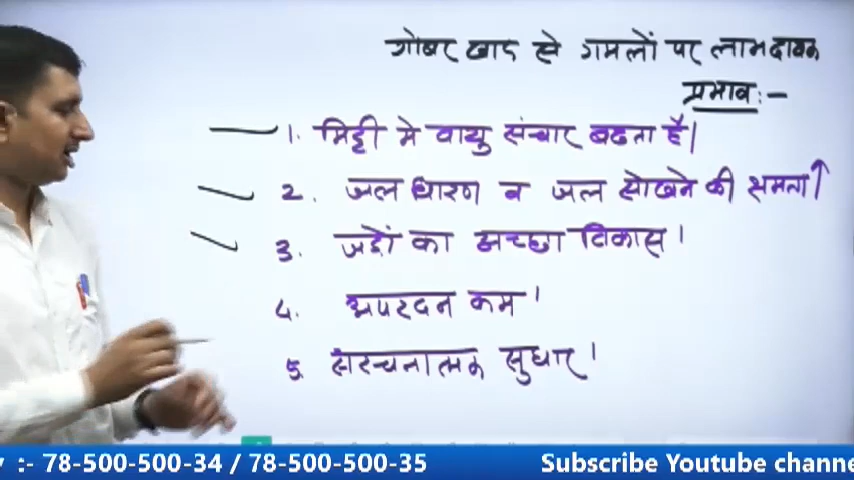 गोबर खाद से गमलों पर लाभदायक
प्रभाव :-
1. मिट्टी मे वायु संचार बढता है।
2. जल धारण व जल सोखने की क्षमता ↑
3. जड़ों का अच्छा विकास ।
4. अपरदन कम ।
5. संरचनात्मक सुधार ।
:- 78-500-500-34 / 78-500-500-35 Subscribe Youtube channe